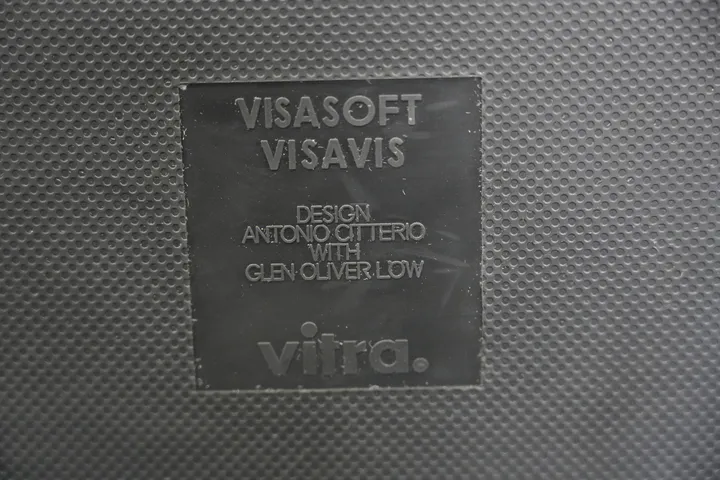 VISASOFT
VISAVIS
DESIGN
ANTONIO CITTERIO
WITH
GLEN OLIVER LOW
vitra.